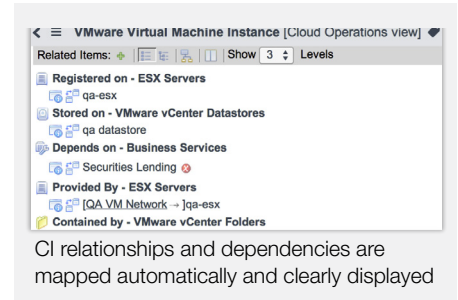 VMware Virtual Machine Instance [Cloud Operations view]
Related Items: Show 3 Levels
Registered on - ESX Servers
qa-esx
Stored on - VMware vCenter Datastores
qa datastore
Depends on - Business Services
Securities Lending
Provided By - ESX Servers
[QA VM Network → ]qa-esx
Contained by - VMware vCenter Folders
CI relationships and dependencies are
mapped automatically and clearly displayed